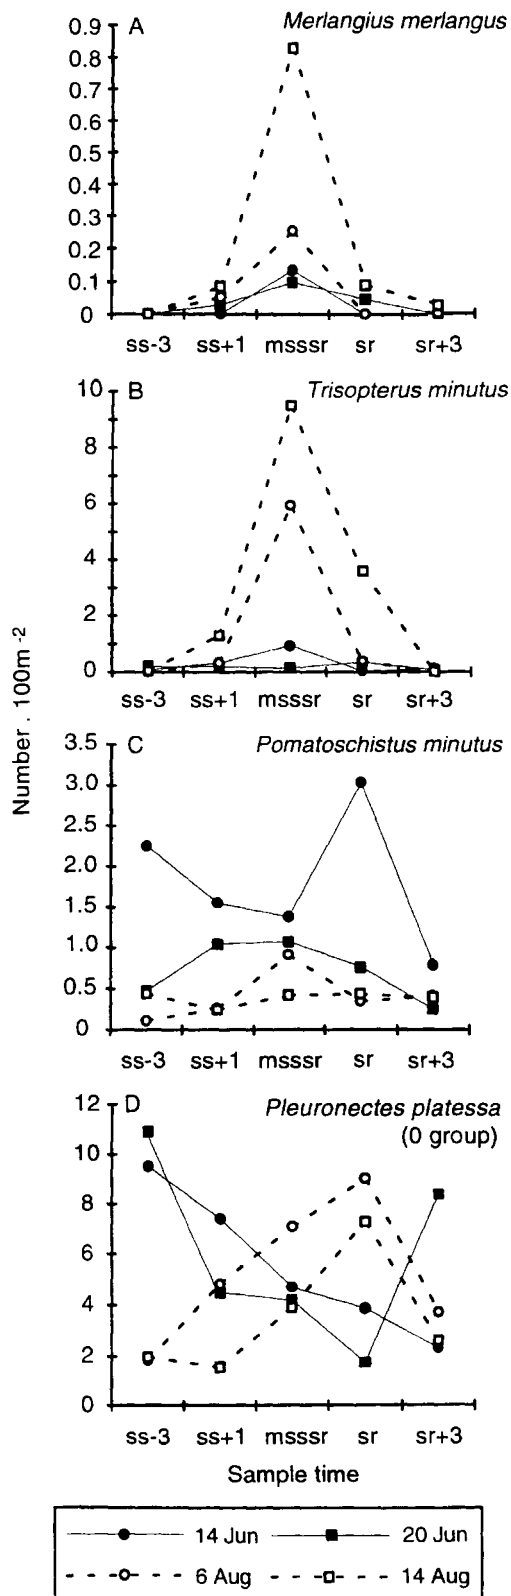 A Merlangius merlangus
0.9
0.8
0.7
0.6
0.5
0.4
0.3
0.2
0.1
0
ss-3 ss+1 msssr sr sr+3
B Trisopterus minutus
10
8
6
4
2
0
ss-3 ss+1 msssr sr sr+3
Number . 100m-2
C Pomatoschistus minutus
3.5
3.0
2.5
2.0
1.5
1.0
0.5
0
ss-3 ss+1 msssr sr sr+3
D Pleuronectes platessa
(0 group)
12
10
8
6
4
2
0
ss-3 ss+1 msssr sr sr+3
Sample time
14 Jun 20 Jun
6 Aug 14 Aug